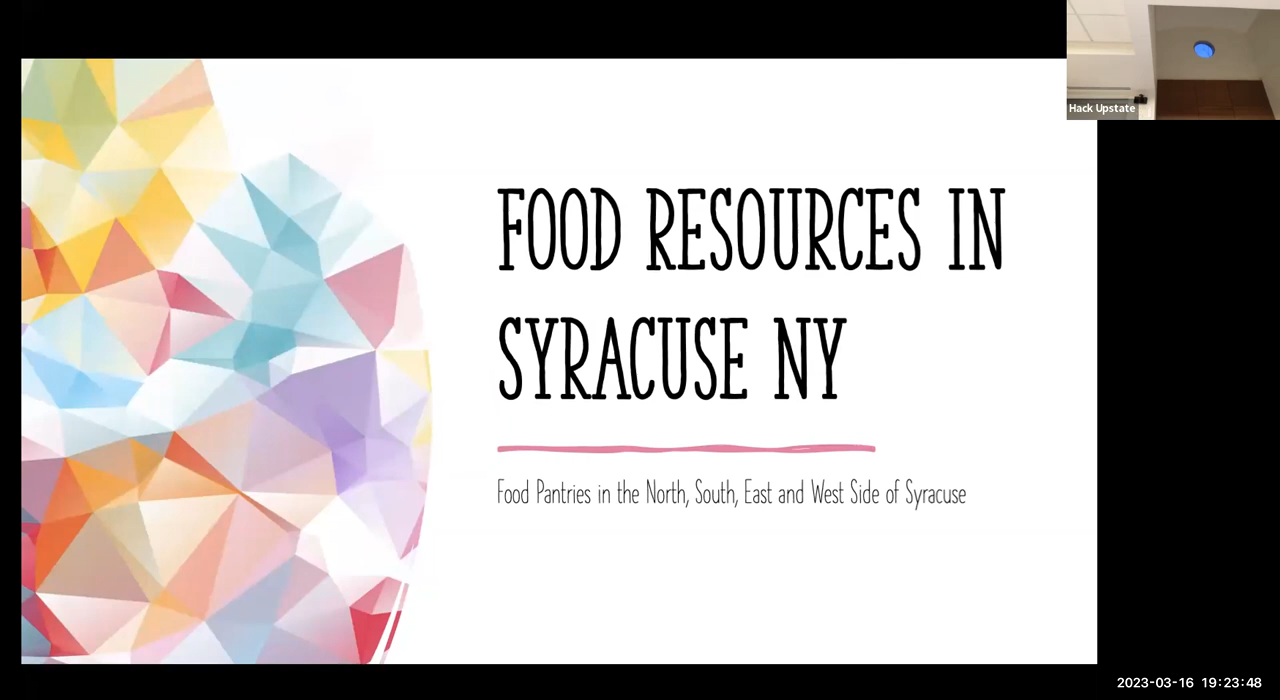 Hack Upstate
FOOD RESOURCES IN
SYRACUSE NY
Food Pantries in the North, South, East and West Side of Syracuse
2023-03-16 19:23:48